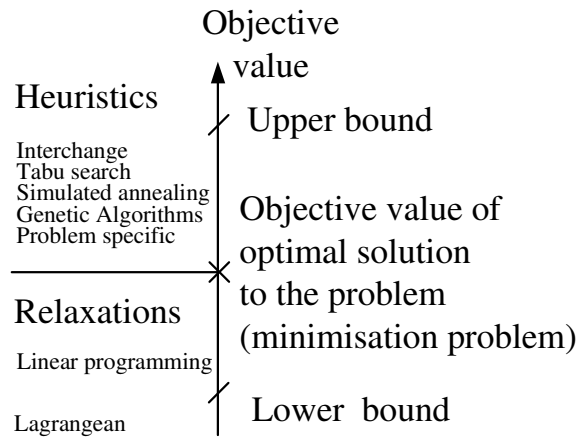 Objective
value
Heuristics
Upper bound
Interchange
Tabu search
Simulated annealing
Genetic Algorithms
Problem specific
Objective value of
optimal solution
to the problem
(minimisation problem)
Relaxations
Linear programming
Lower bound
Lagrangean